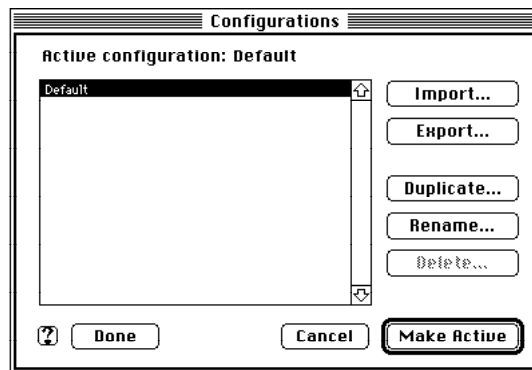 Configurations
Active configuration: Default
Default
Import...
Export...
Duplicate...
Rename...
Delete...
?
Done
Cancel
Make Active